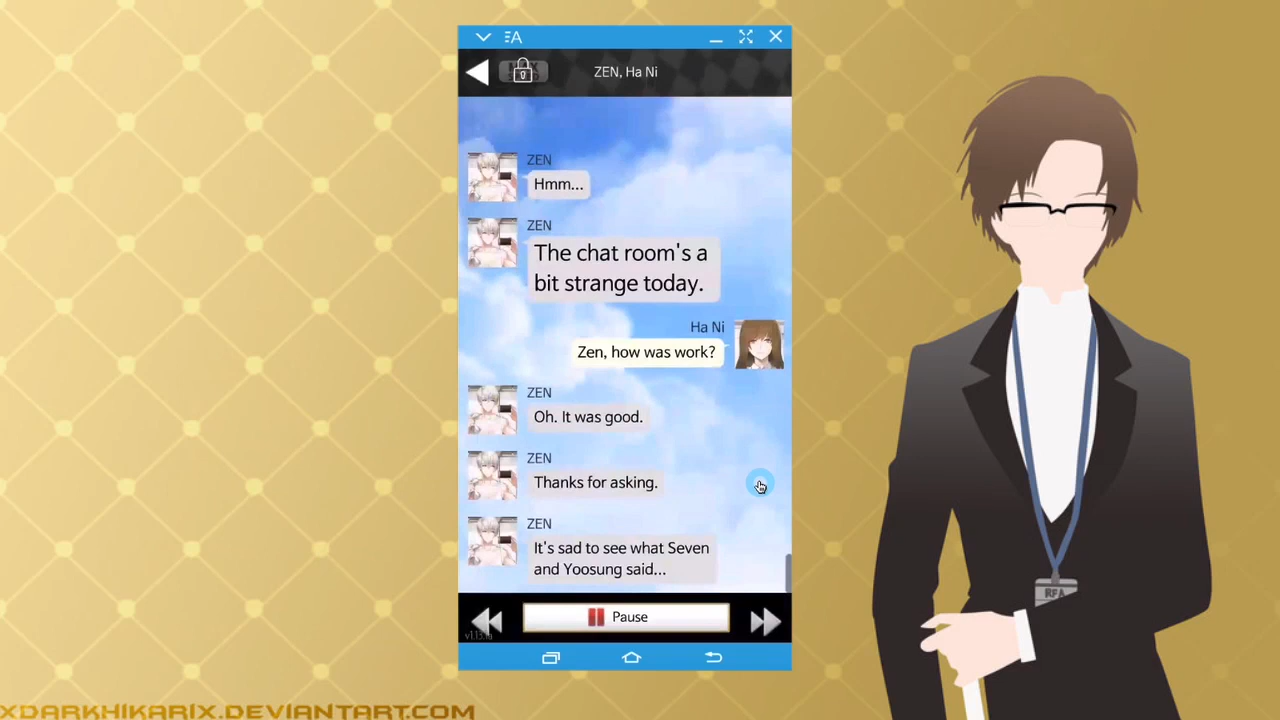 ΞA
ZEN, Ha Ni
ZEN
Hmm...
ZEN
The chat room's a
bit strange today.
Ha Ni
Zen, how was work?
ZEN
Oh. It was good.
ZEN
Thanks for asking.
ZEN
It's sad to see what Seven
and Yoosung said...
Pause
RFA
XDARKHIKARIX.DEVIANTART.COM